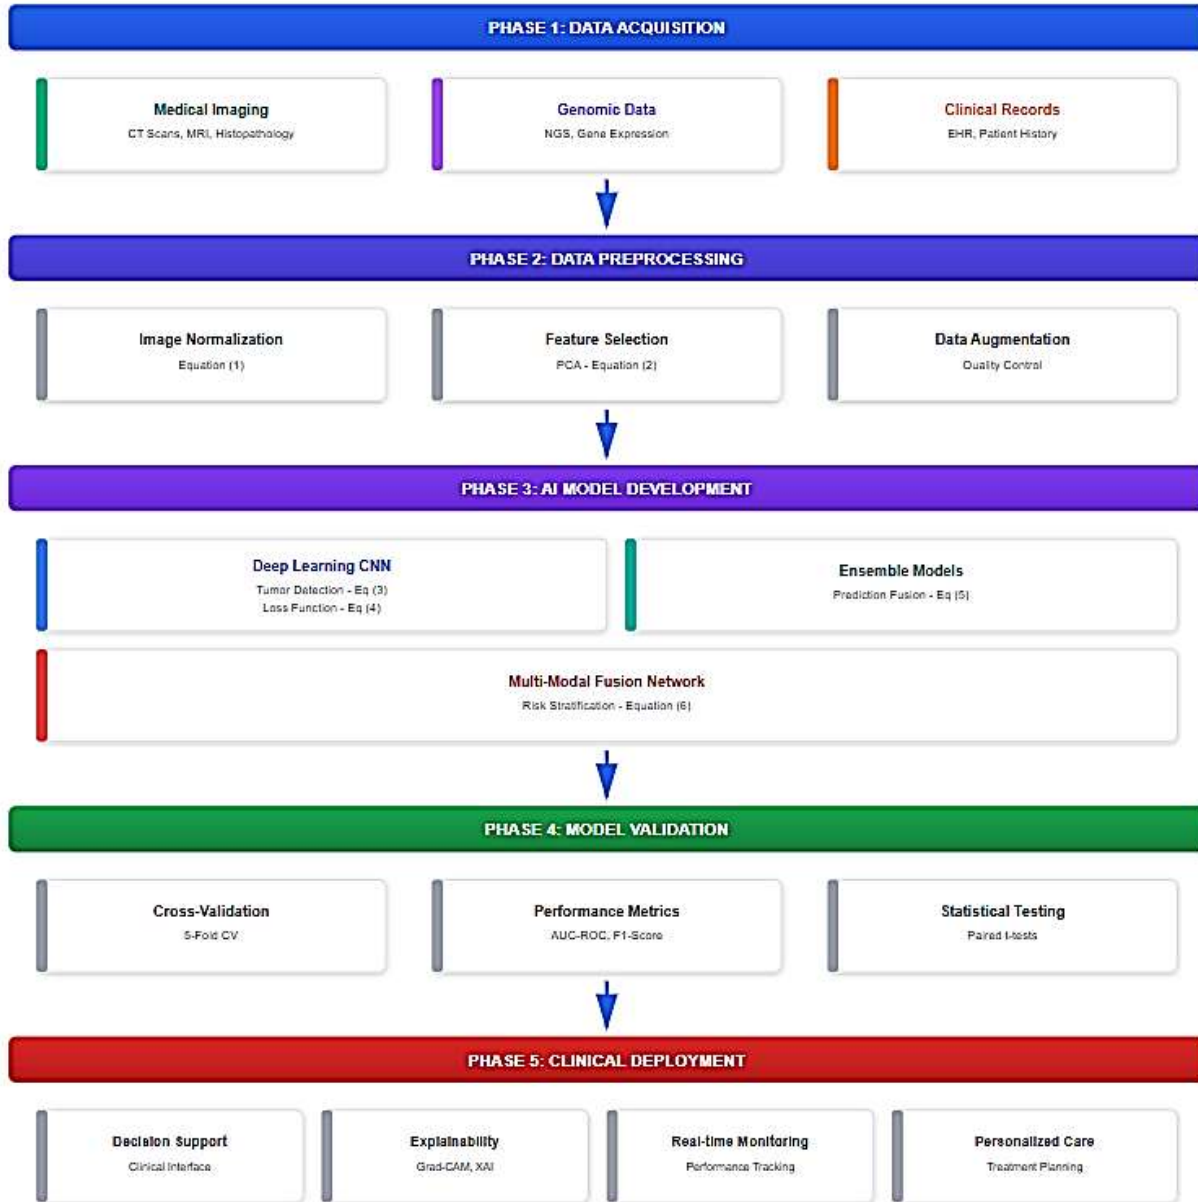 PHASE 1: DATA ACQUISITION
Medical Imaging
CT Scans, MRI, Histopathology
Genomic Data
NGS, Gene Expression
Clinical Records
EHR, Patient History
PHASE 2: DATA PREPROCESSING
Image Normalization
Equation (1)
Feature Selection
PCA - Equation (2)
Data Augmentation
Quality Control
PHASE 3: AI MODEL DEVELOPMENT
Deep Learning CNN
Tumor Detection - Eq (3)
Loss Function - Eq (4)
Ensemble Models
Prediction Fusion - Eq (5)
Multi-Modal Fusion Network
Risk Stratification - Equation (6)
PHASE 4: MODEL VALIDATION
Cross-Validation
5-Fold CV
Performance Metrics
AUC-ROC, F1-Score
Statistical Testing
Paired t-tests
PHASE 5: CLINICAL DEPLOYMENT
Decision Support
Clinical Interface
Explainability
Grad-CAM, XAI
Real-time Monitoring
Performance Tracking
Personalized Care
Treatment Planning